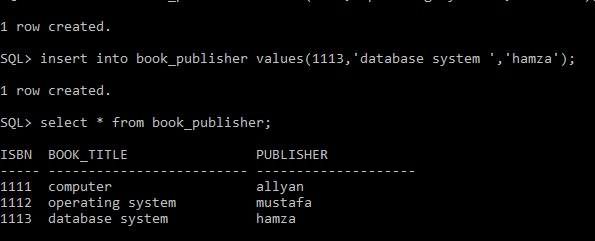 1 row created.
SQL> insert into book_publisher values(1113,'database system ','hamza');
1 row created.
SQL> select * from book_publisher;
ISBN BOOK_TITLE PUBLISHER
----- ------------------------- --------------------
1111 computer allyan
1112 operating system mustafa
1113 database system hamza